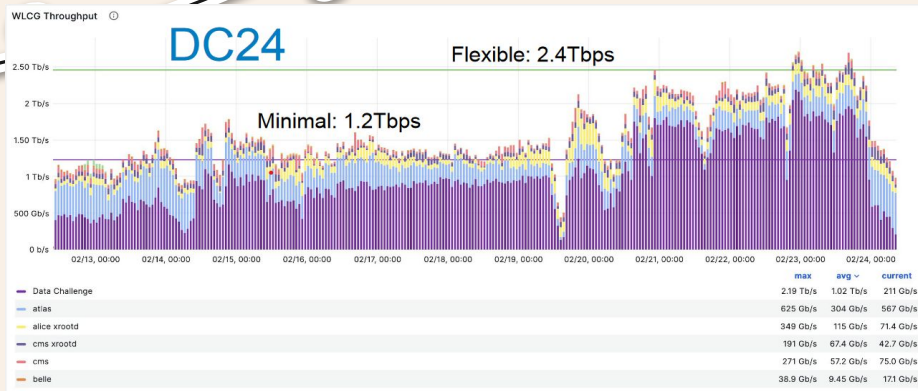 WLCG Throughput
DC24
Flexible: 2.4Tbps
Minimal: 1.2Tbps
2.50 Tb/s
2 Tb/s
1.50 Tb/s
1 Tb/s
500 Gb/s
0 b/s
02/13, 00:00 02/14, 00:00 02/15, 00:00 02/16, 00:00 02/17, 00:00 02/18, 00:00 02/19, 00:00 02/20, 00:00 02/21, 00:00 02/22, 00:00 02/23, 00:00 02/24, 00:00
max avg current
Data Challenge 2.19 Tb/s 1.02 Tb/s 211 Gb/s
atlas 625 Gb/s 304 Gb/s 567 Gb/s
alice xrootd 349 Gb/s 115 Gb/s 71.4 Gb/s
cms xrootd 191 Gb/s 67.4 Gb/s 42.7 Gb/s
cms 271 Gb/s 57.2 Gb/s 75.0 Gb/s
belle 38.9 Gb/s 9.45 Gb/s 17.1 Gb/s